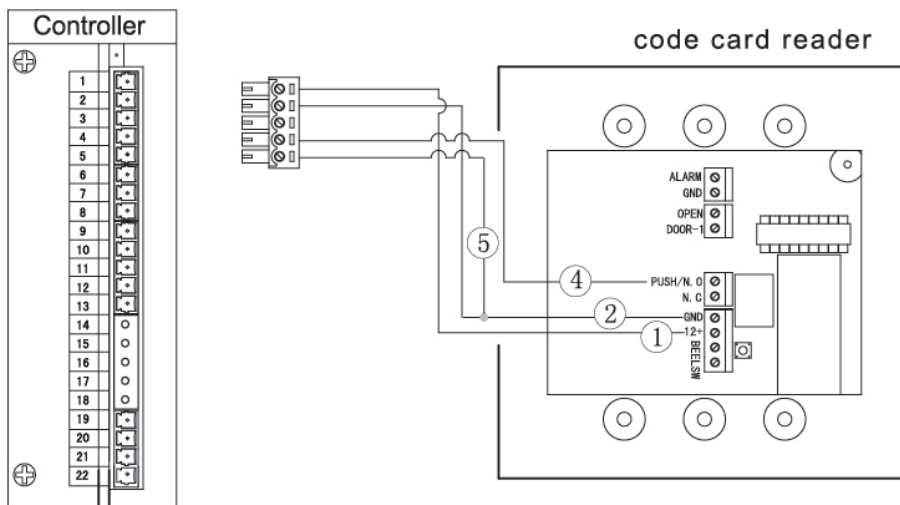 Controller
1
2
3
4
5
6
7
8
9
10
11
12
13
14
15
16
17
18
19
20
21
22
code card reader
ALARM
GND
OPEN
DOOR-1
PUSH/N.O
N.C
GND
12+
BEELSW
5
4
2
1